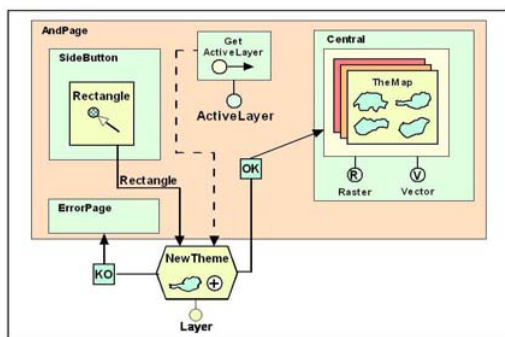 AndPage
SideButton
Rectangle
Get
ActiveLayer
ActiveLayer
Central
TheMap
R
Raster
V
Vector
OK
Rectangle
ErrorPage
KO
NewTheme
Layer